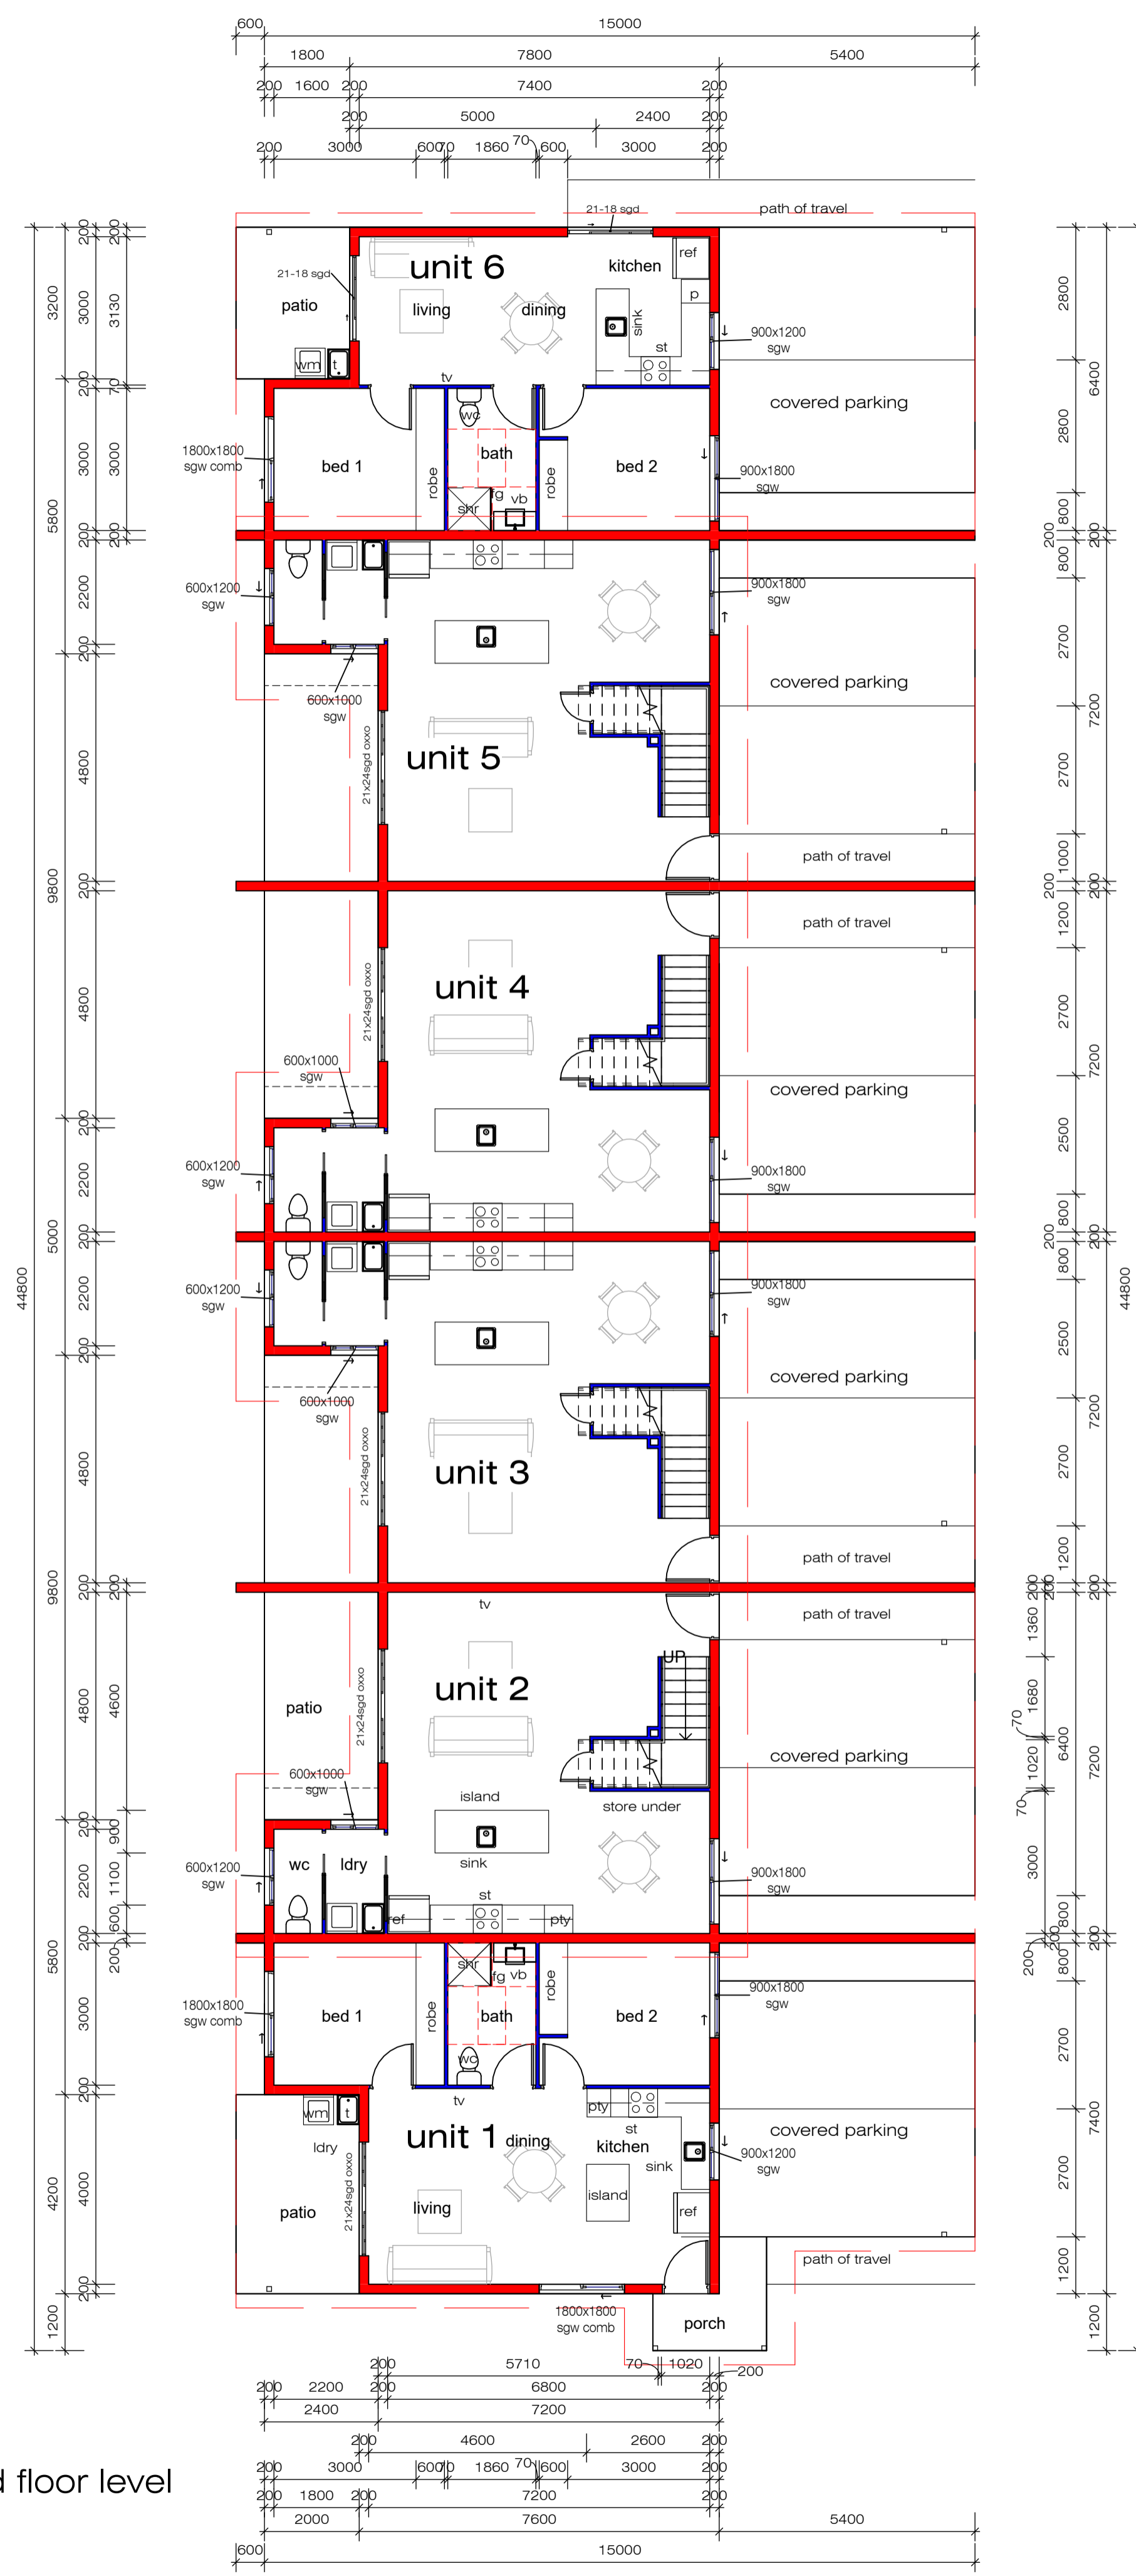 600 15000
1800 7800 5400
200 1600 200 7400 200
200 5000 2400 200
200 3000 600 70 1860 70 600 3000 200
path of travel
21-18 sgd
unit 6
kitchen
ref
21-18 sgd
patio
living
dining
sink
p
900x1200
sgw
wm
t
st
tv
covered parking
wc
1800x1800
sgw comb
bed 1
robe
bath
robe
bed 2
900x1800
sgw
shr
fg
vb
600x1200
sgw
900x1800
sgw
600x1000
sgw
covered parking
21x24sgd oxxo
unit 5
path of travel
path of travel
21x24sgd oxxo
unit 4
600x1000
sgw
covered parking
600x1200
sgw
900x1800
sgw
600x1200
sgw
900x1800
sgw
600x1000
sgw
covered parking
21x24sgd oxxo
unit 3
path of travel
tv
path of travel
UP
unit 2
patio
21x24sgd oxxo
600x1000
sgw
covered parking
island
store under
600x1200
sgw
wc
ldry
sink
900x1800
sgw
ref
st
pty
shr
fg
vb
1800x1800
sgw comb
bed 1
robe
bath
robe
bed 2
900x1800
sgw
wc
tv
wm
t
pty
st
unit 1
dining
kitchen
ldry
sink
900x1200
sgw
covered parking
patio
21x24sgd oxxo
living
island
ref
path of travel
1800x1800
sgw comb
porch
44800
3200
5800
9800
5000
9800
5800
4200
1200
200
3000
200
3000
200
2200
200
4800
200
4800
200
2200
200
2200
200
4800
200
4800
200
2200
200
3000
200
4000
200
200
3130
70
3000
200
200
4600
900
1100
600
200
2800
2800
800
200
800
2700
2700
1000
200
1200
2700
2500
800
200
800
2500
2700
1200
200
200
1360
1680
70
1020
70
6400
3000
800
200
200
800
2700
2700
1200
6400
200
7200
200
7200
200
7200
200
7200
200
7400
1200
44800
200 5710 70 1020 200
200 2200 200 6800 200
2400 7200
200 4600 2600 200
200 3000 600 70 1860 70 600 3000 200
200 1800 200 7200 200
2000 7600 5400
600 15000
floor level